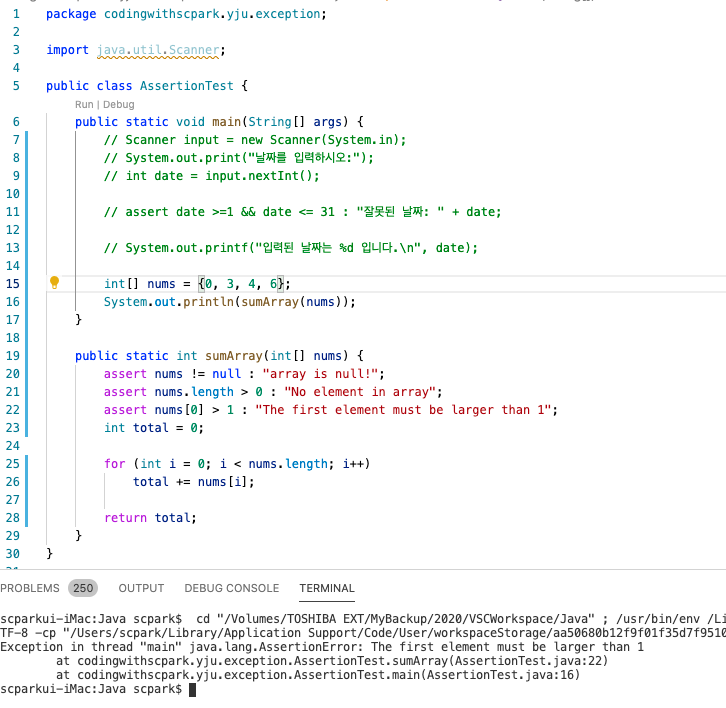 1 package codingwithscpark.yju.exception;
2
3 import java.util.Scanner;
4
5 public class AssertionTest {
Run | Debug
6 public static void main(String[] args) {
7 // Scanner input = new Scanner(System.in);
8 // System.out.print("날짜를 입력하시오:");
9 // int date = input.nextInt();
10
11 // assert date >=1 && date <= 31 : "잘못된 날짜: " + date;
12
13 // System.out.printf("입력된 날짜는 %d 입니다.\n", date);
14
15 int[] nums = {0, 3, 4, 6};
16 System.out.println(sumArray(nums));
17 }
18
19 public static int sumArray(int[] nums) {
20 assert nums != null : "array is null!";
21 assert nums.length > 0 : "No element in array";
22 assert nums[0] > 1 : "The first element must be larger than 1";
23 int total = 0;
24
25 for (int i = 0; i < nums.length; i++)
26 total += nums[i];
27
28 return total;
29 }
30 }
PROBLEMS 250 OUTPUT DEBUG CONSOLE TERMINAL
scparkui-iMac:Java scpark$ cd "/Volumes/TOSHIBA EXT/MyBackup/2020/VSCWorkspace/Java" ; /usr/bin/env /Li
TF-8 -cp "/Users/scpark/Library/Application Support/Code/User/workspaceStorage/aa50680b12f9f01f35d7f9510
Exception in thread "main" java.lang.AssertionError: The first element must be larger than 1
at codingwithscpark.yju.exception.AssertionTest.sumArray(AssertionTest.java:22)
at codingwithscpark.yju.exception.AssertionTest.main(AssertionTest.java:16)
scparkui-iMac:Java scpark$